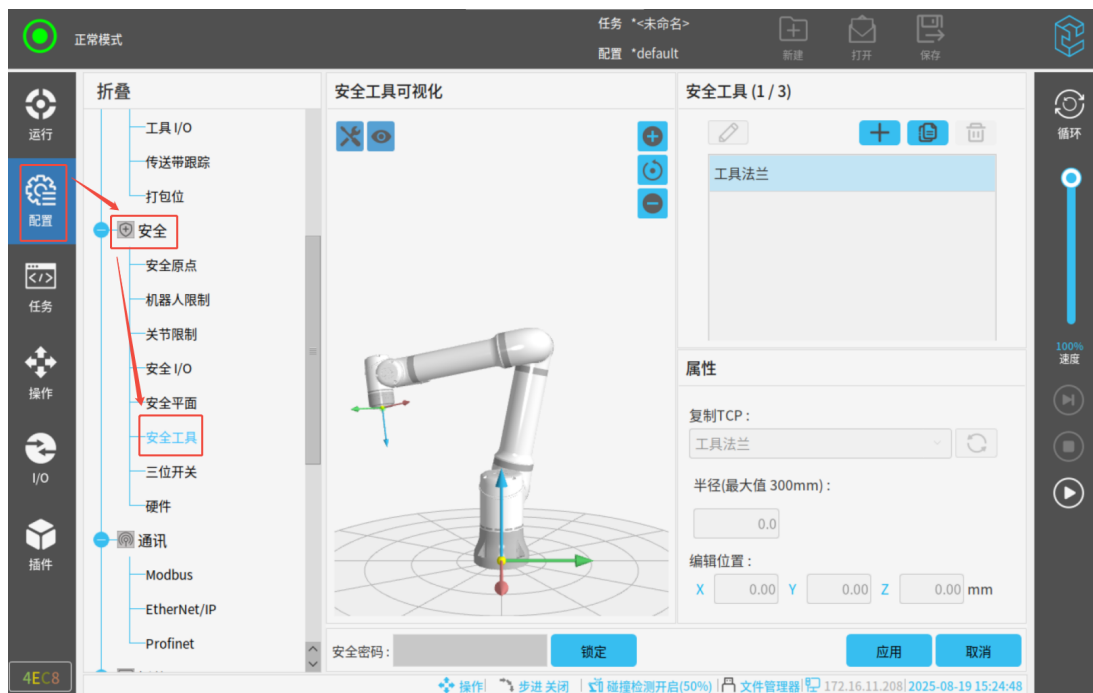 正常模式
任务 *<未命名>
配置 *default
新建
打开
保存
运行
配置
任务
操作
I/O
插件
4EC8
折叠
工具 I/O
传送带跟踪
打包位
安全
安全原点
机器人限制
关节限制
安全 I/O
安全平面
安全工具
三位开关
硬件
通讯
Modbus
EtherNet/IP
Profinet
安全工具可视化
安全工具 (1 / 3)
工具法兰
属性
复制TCP :
工具法兰
半径(最大值 300mm) :
0.0
编辑位置 :
X 0.00 Y 0.00 Z 0.00 mm
安全密码 : 锁定 应用 取消
循环
100%
速度
操作 步进 关闭 碰撞检测开启(50%) 文件管理器 172.16.11.208 2025-08-19 15:24:48